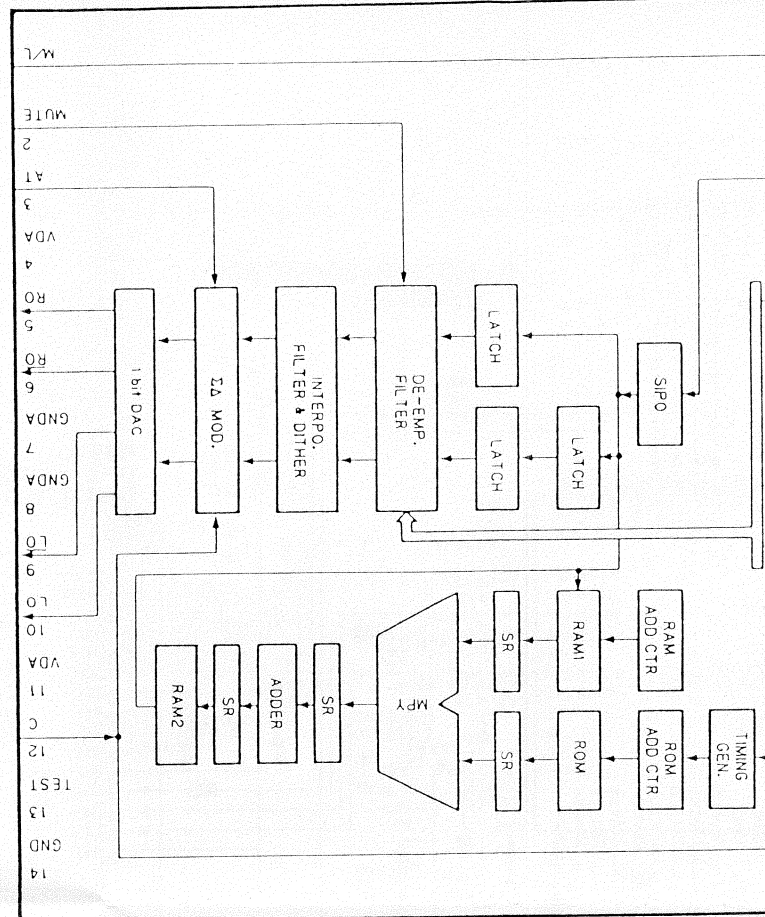 M/L
MUTE
2
AT
3
VDA
4
RO
5
RO
6
GNDA
7
GNDA
8
LO
9
LO
10
VDA
11
C
12
TEST
13
GND
14
1 bit DAC
ΣΔ MOD.
INTERPO.
FILTER & DITHER
DE-EMP.
FILTER
LATCH
LATCH
LATCH
SIPO
RAM2
SR
ADDER
SR
MPY
SR
RAM1
RAM
ADD CTR
SR
ROM
ROM
ADD CTR
TIMING
GEN.